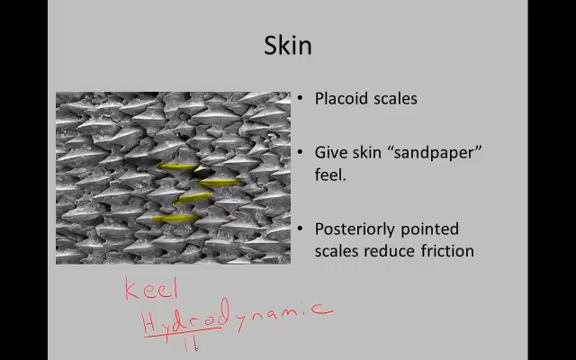 Skin
• Placoid scales
• Give skin “sandpaper”
feel.
• Posteriorly pointed
scales reduce friction
Keel
Hydrodynamic